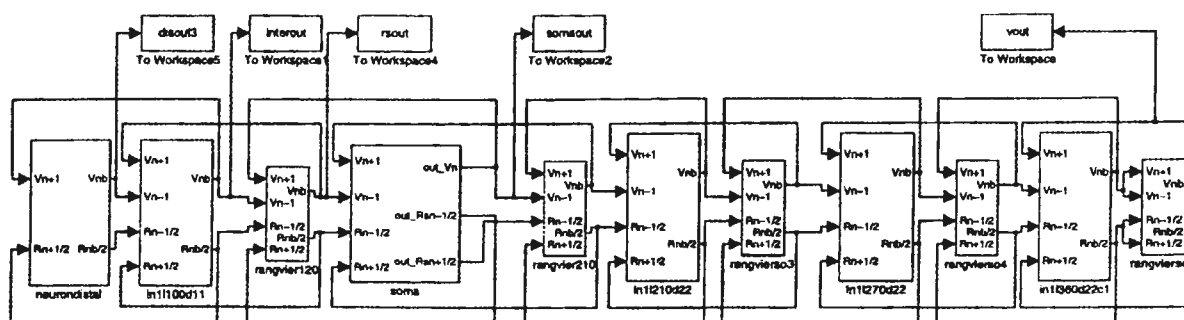 disout3
interout
rsout
somsout
vout
To Workspace5
To Workspace1
To Workspace4
To Workspace2
To Workspace
Vn+1
Vnb
Rn+1/2
neurondistal
Vn+1
Vn-1
Rn-1/2
Rnb/2
Rn+1/2
in1l100d11
Vn+1
Vnb
Vn-1
Rn-1/2
Rnb/2
Rn+1/2
rangvier120
Vn+1
out_Vn
Vn-1
out_Ran-1/2
Rn-1/2
out_Ran+1/2
Rn+1/2
soma
Vn+1
Vnb
Vn-1
Rn-1/2
Rnb/2
Rn+1/2
rangvier210
Vn+1
Vnb
Vn-1
Rn-1/2
Rnb/2
Rn+1/2
in1l210d22
Vn+1
Vnb
Vn-1
Rn-1/2
Rnb/2
Rn+1/2
rangvierso3
Vn+1
Vnb
Vn-1
Rn-1/2
Rnb/2
Rn+1/2
in1l270d22
Vn+1
Vnb
Vn-1
Rn-1/2
Rnb/2
Rn+1/2
rangvierso4
Vn+1
Vnb
Vn-1
Rn-1/2
Rnb/2
Rn+1/2
in1l360d22c1
Vn+1
Vn-1
Rn-1/2
Rn+1/2